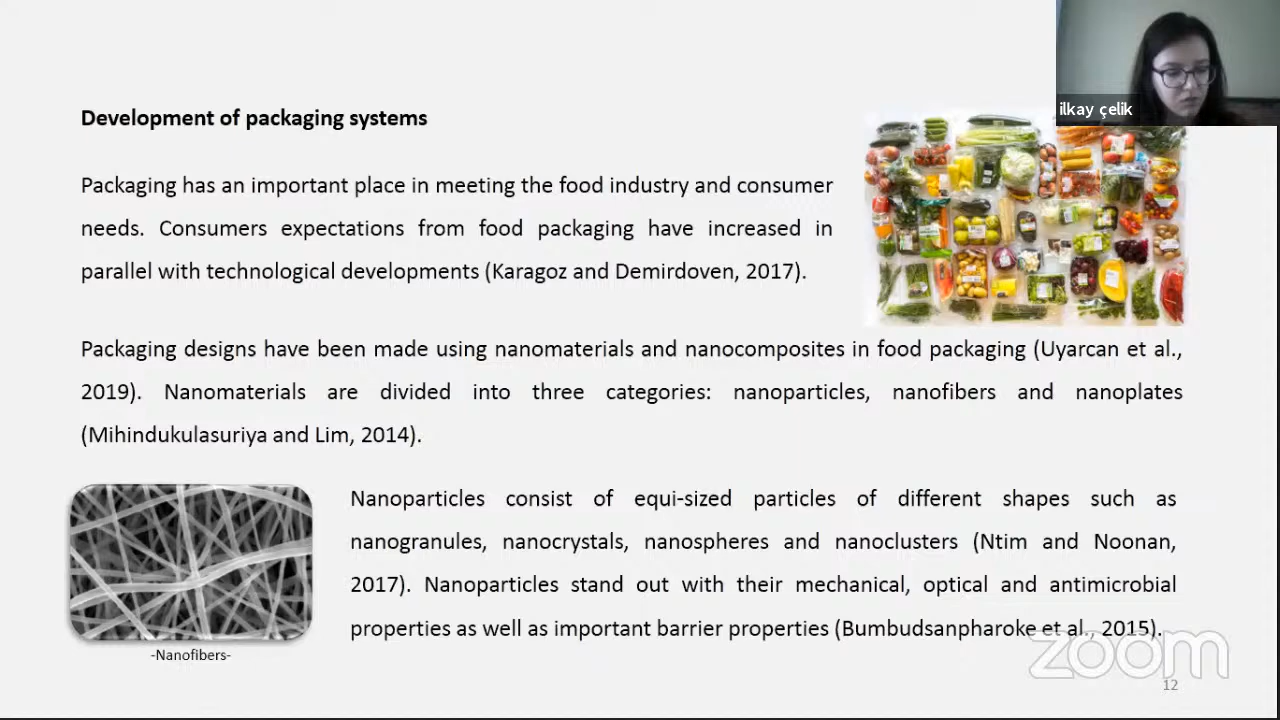 ilkay çelik
Development of packaging systems
Packaging has an important place in meeting the food industry and consumer
needs. Consumers expectations from food packaging have increased in
parallel with technological developments (Karagoz and Demirdoven, 2017).
Packaging designs have been made using nanomaterials and nanocomposites in food packaging (Uyarcan et al.,
2019). Nanomaterials are divided into three categories: nanoparticles, nanofibers and nanoplates
(Mihindukulasuriya and Lim, 2014).
Nanoparticles consist of equi-sized particles of different shapes such as
nanogranules, nanocrystals, nanospheres and nanoclusters (Ntim and Noonan,
2017). Nanoparticles stand out with their mechanical, optical and antimicrobial
properties as well as important barrier properties (Bumbudsanpharoke et al., 2015).
-Nanofibers-
zoom
12